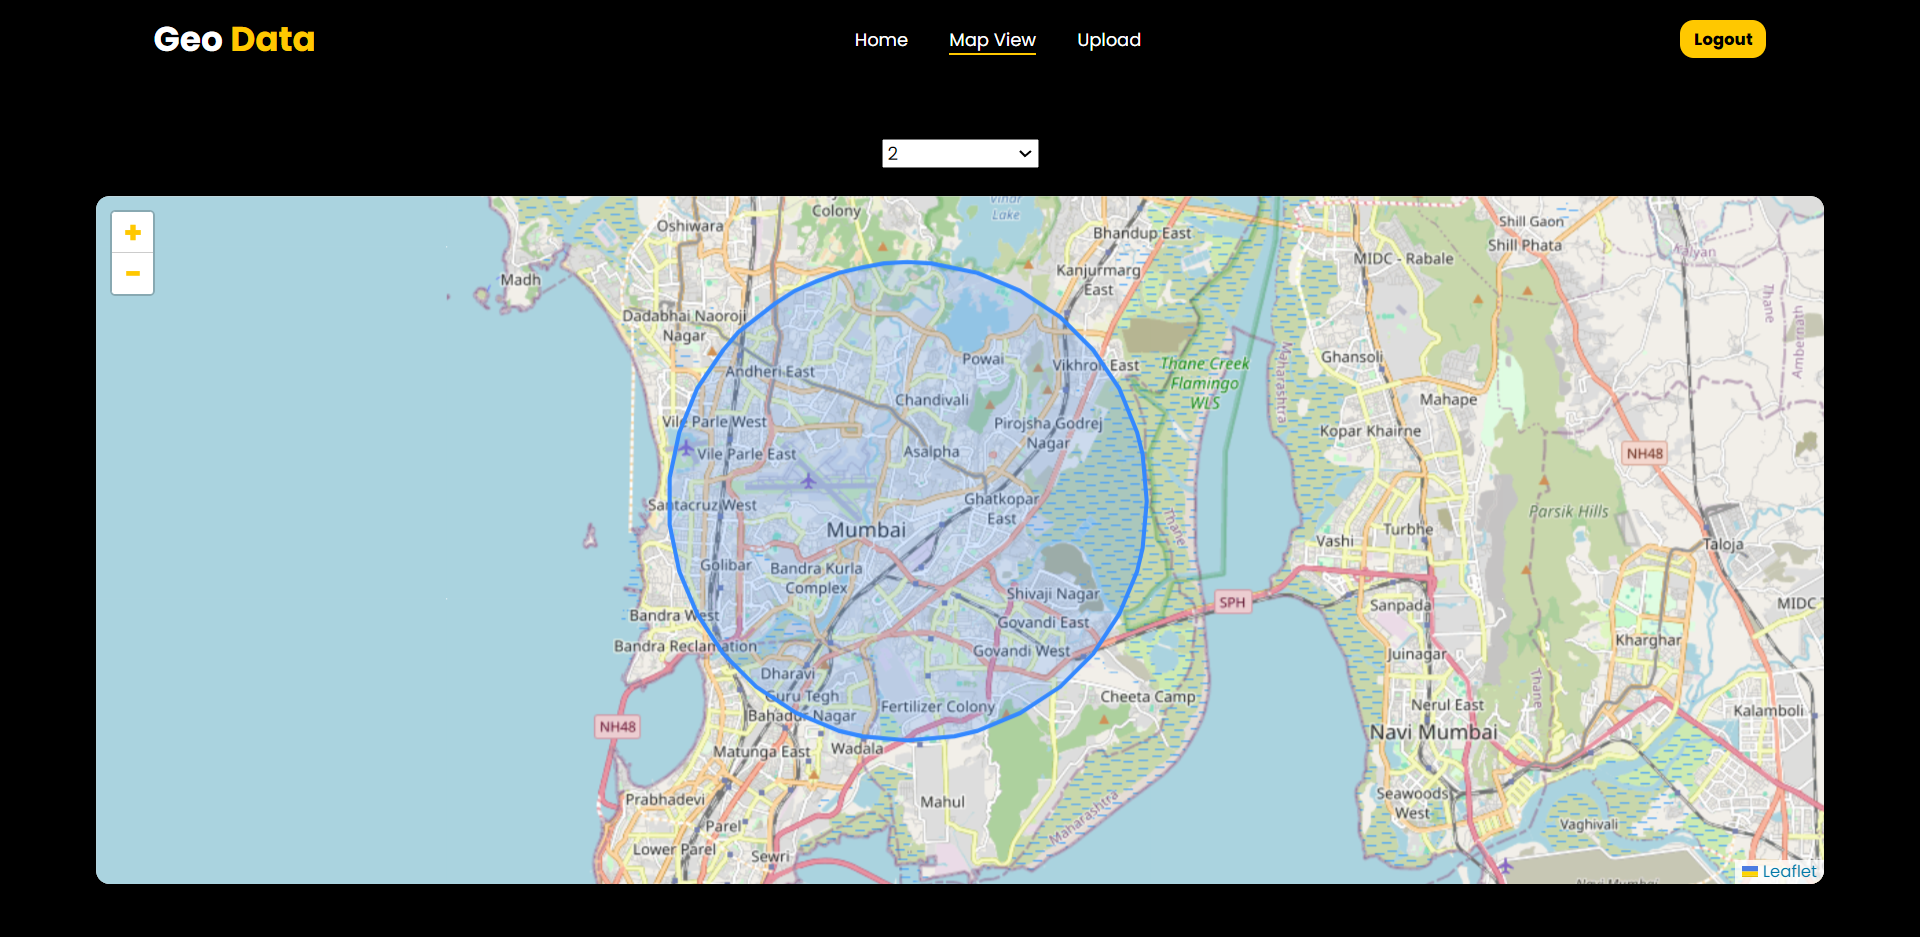 Geo Data
Home
Map View
Upload
Logout
2
+
−
Colony
Vihar
Lake
Oshiwara
Bhandup East
Shill Gaon
Shill Phata
Kalyan
MIDC - Rabale
Madh
Kanjurmarg
East
Thane
Ambernath
Dadabhai Naoroji
Nagar
Powai
Vikhroli East
Thane Creek
Flamingo
WLS
Maharashtra
Ghansoli
Andheri East
Chandivali
Mahape
Vile Parle West
Pirojsha Godrej
Nagar
Kopar Khairne
Vile Parle East
Asalpha
NH48
Santacruz West
Ghatkopar
East
Parsik Hills
Mumbai
Thane
Turbhe
Vashi
Taloja
Golibar
Bandra Kurla
Complex
Shivaji Nagar
SPH
Sanpada
MIDC
Bandra West
Govandi East
Kharghar
Bandra Reclamation
Govandi West
Juinagar
Dharavi
Guru Tegh
Bahadur Nagar
Cheeta Camp
Thane
Fertilizer Colony
Nerul East
Kalamboli
NH48
Navi Mumbai
Matunga East
Wadala
Prabhadevi
Mahul
Seawoods
West
Maharashtra
Parel
Vaghivali
Lower Parel
Sewri
Leaflet